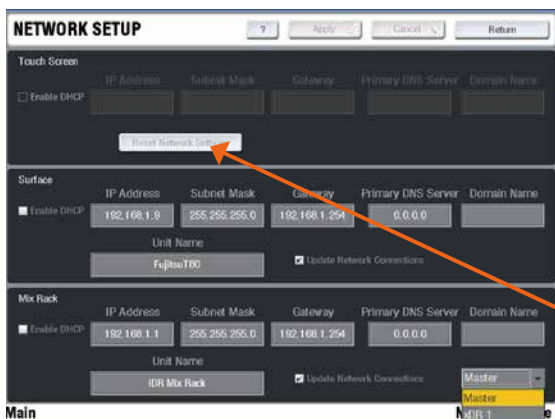 NETWORK SETUP ? Apply Cancel Return
Touch Screen
IP Address Subnet Mask Gateway Primary DNS Server Domain Name
Enable DHCP
Reset Network Settings
Surface
IP Address Subnet Mask Gateway Primary DNS Server Domain Name
Enable DHCP 192.168.1.9 255.255.255.0 192.168.1.254 0.0.0.0
Unit Name
FujitsuT80 Update Network Connections
Mix Rack
IP Address Subnet Mask Gateway Primary DNS Server Domain Name
Enable DHCP 192.168.1.1 255.255.255.0 192.168.1.254 0.0.0.0
Unit Name
iDR Mix Rack Update Network Connections Master
Master
xDR 1
Main